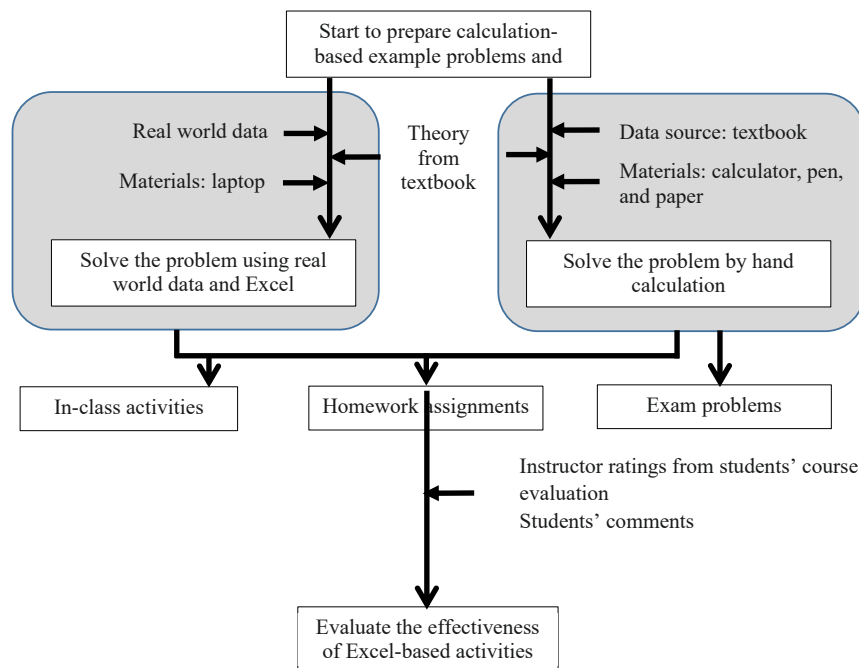 Start to prepare calculation-
based example problems and
Real world data
Materials: laptop
Theory
from
textbook
Data source: textbook
Materials: calculator, pen,
and paper
Solve the problem using real
world data and Excel
Solve the problem by hand
calculation
In-class activities
Homework assignments
Exam problems
Instructor ratings from students’ course
evaluation
Students’ comments
Evaluate the effectiveness
of Excel-based activities